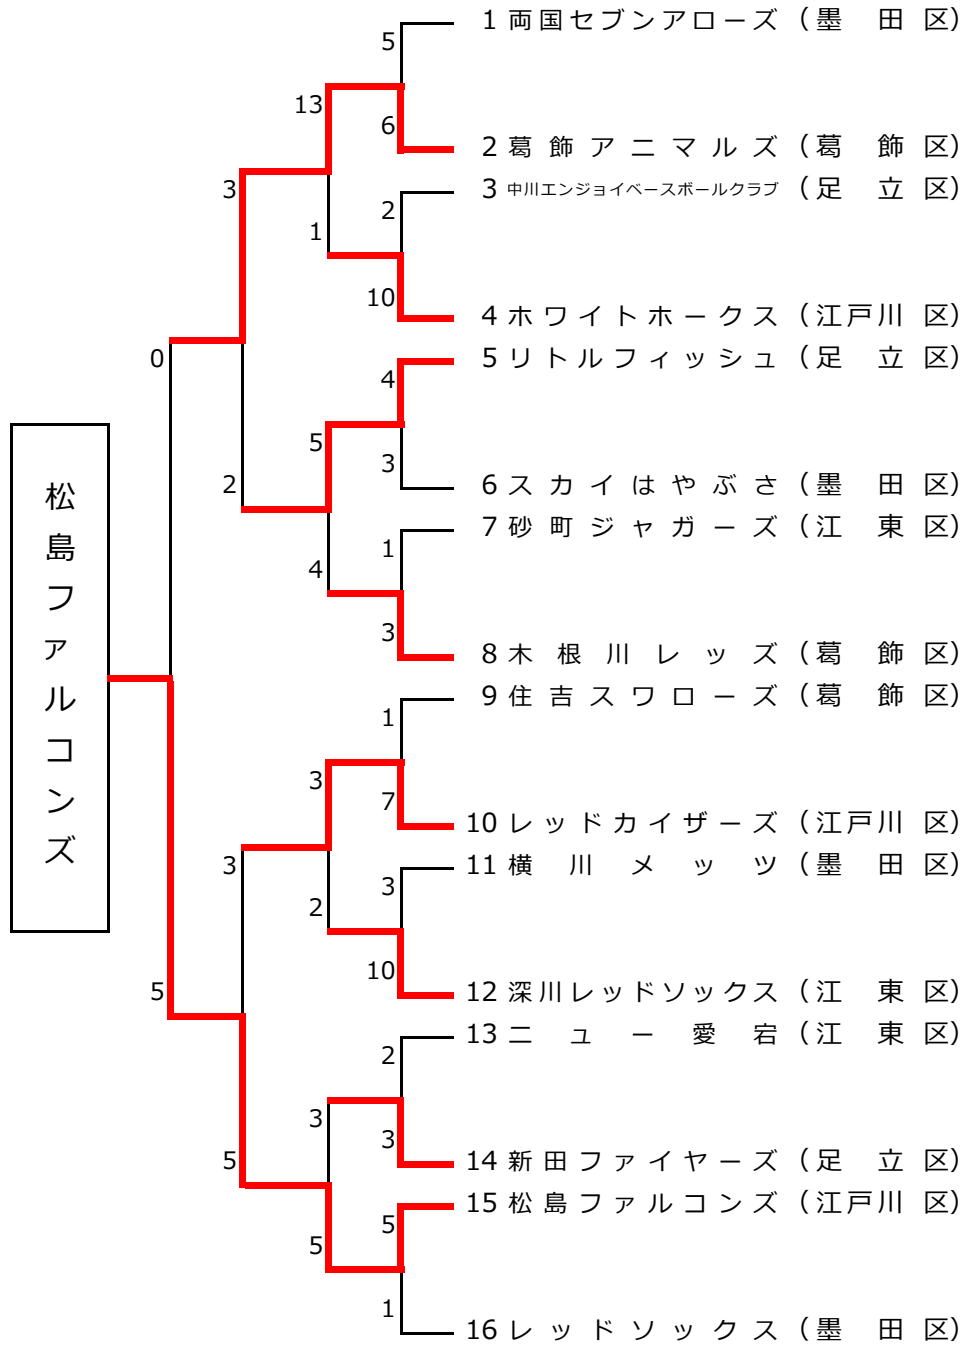 1 両国セブンアローズ (墨田区)
5
13
6
2 葛飾アニマルズ (葛飾区)
3 中川エンジョイベースボールクラブ (足立区)
3
2
1
10
4 ホワイトホークス (江戸川区)
5 リトルフィッシュ (足立区)
0
4
5
3
2
6 スカイはやぶさ (墨田区)
7 砂町ジャガーズ (江東区)
1
4
3
8 木根川レッズ (葛飾区)
9 住吉スワローズ (葛飾区)
松島ファルコンズ
1
3
7
10 レッドカイザーズ (江戸川区)
11 横川メッツ (墨田区)
3
3
2
10
5
12 深川レッドソックス (江東区)
13 ニュー愛宕 (江東区)
2
3
3
5
14 新田ファイヤーズ (足立区)
15 松島ファルコンズ (江戸川区)
5
5
1
16 レッドソックス (墨田区)